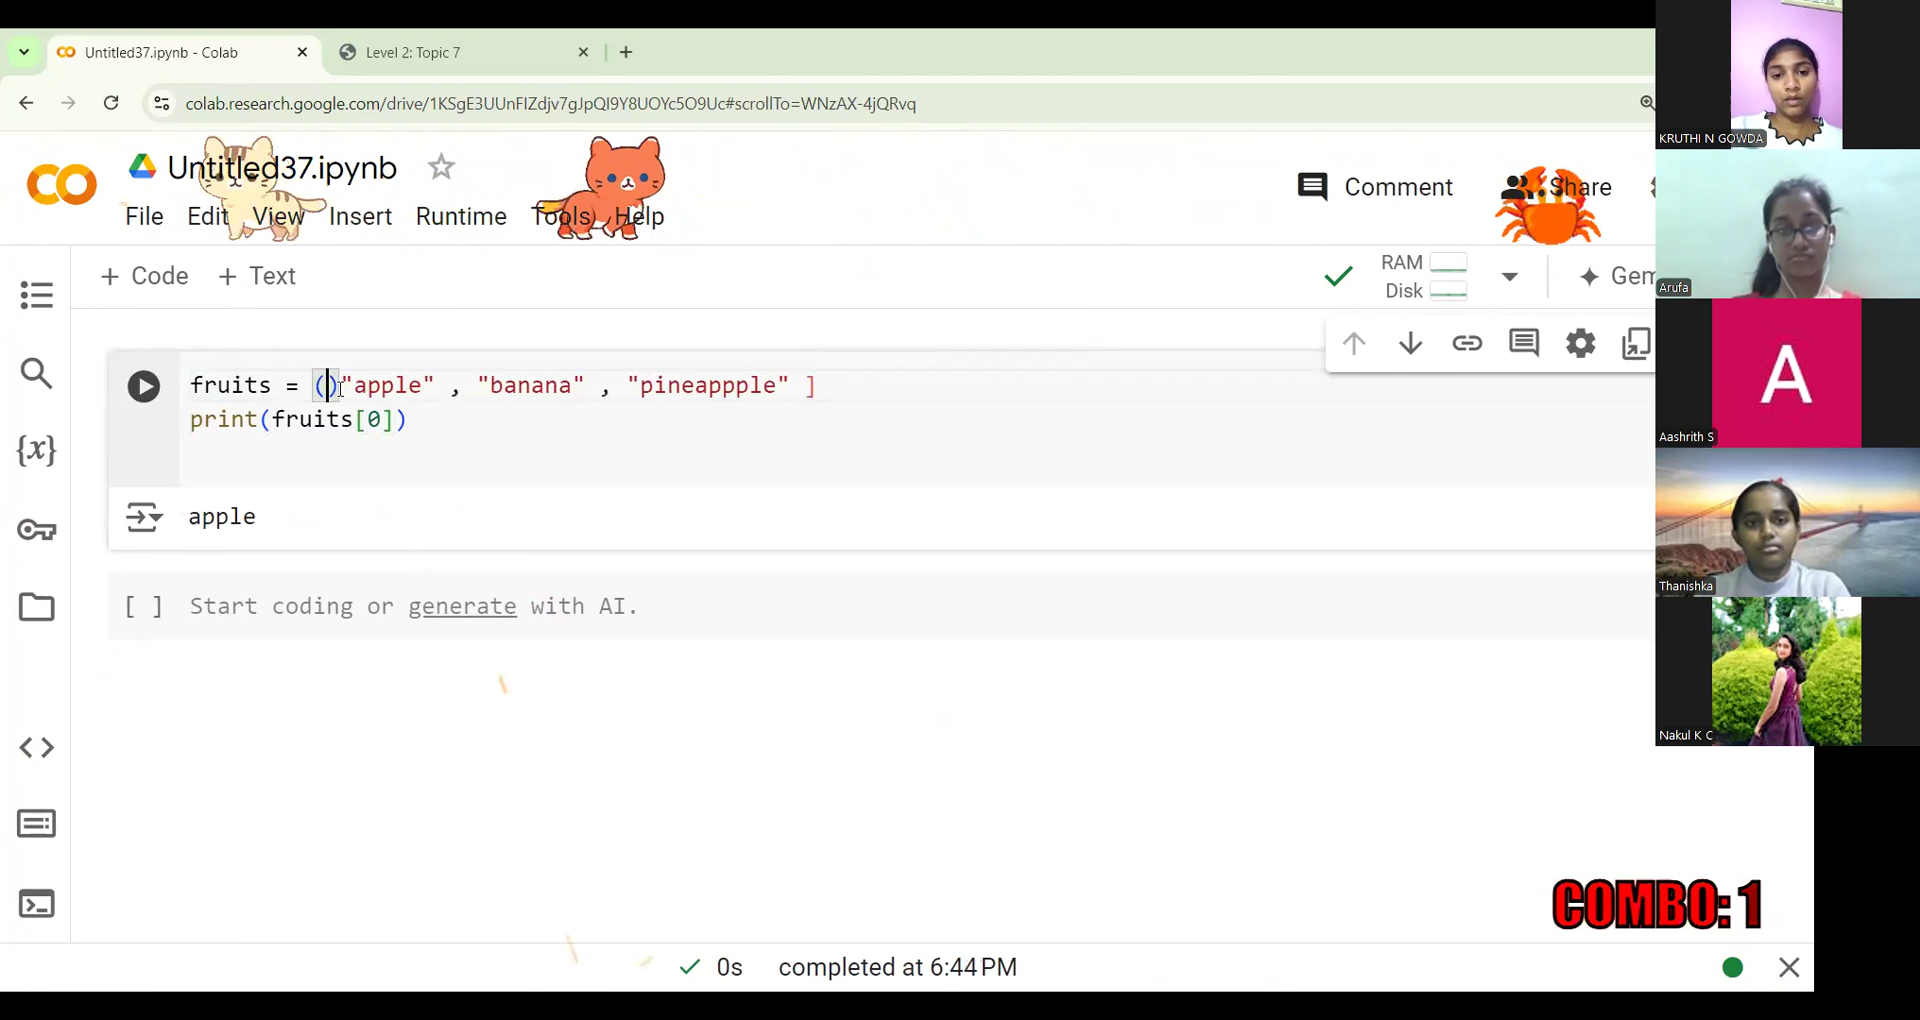 Untitled37.ipynb - Colab
Level 2: Topic 7
colab.research.google.com/drive/1KSgE3UUnFIZdjv7gJpQJ9Y8UOYc5O9Uc#scrollTo=WNzAX-4jQRvq
Untitled37.ipynb
File Edit View Insert Runtime Tools Help
Comment
Share
+ Code + Text
RAM
Disk
Gem
fruits = ()"apple" , "banana" , "pineappple" ]
print(fruits[0])
apple
[ ] Start coding or generate with AI.
{x}
COMBO: 1
0s completed at 6:44 PM
KRUTHI N GOWDA
Arufa
A
Aashrith S
Thanishka
Nakul K C